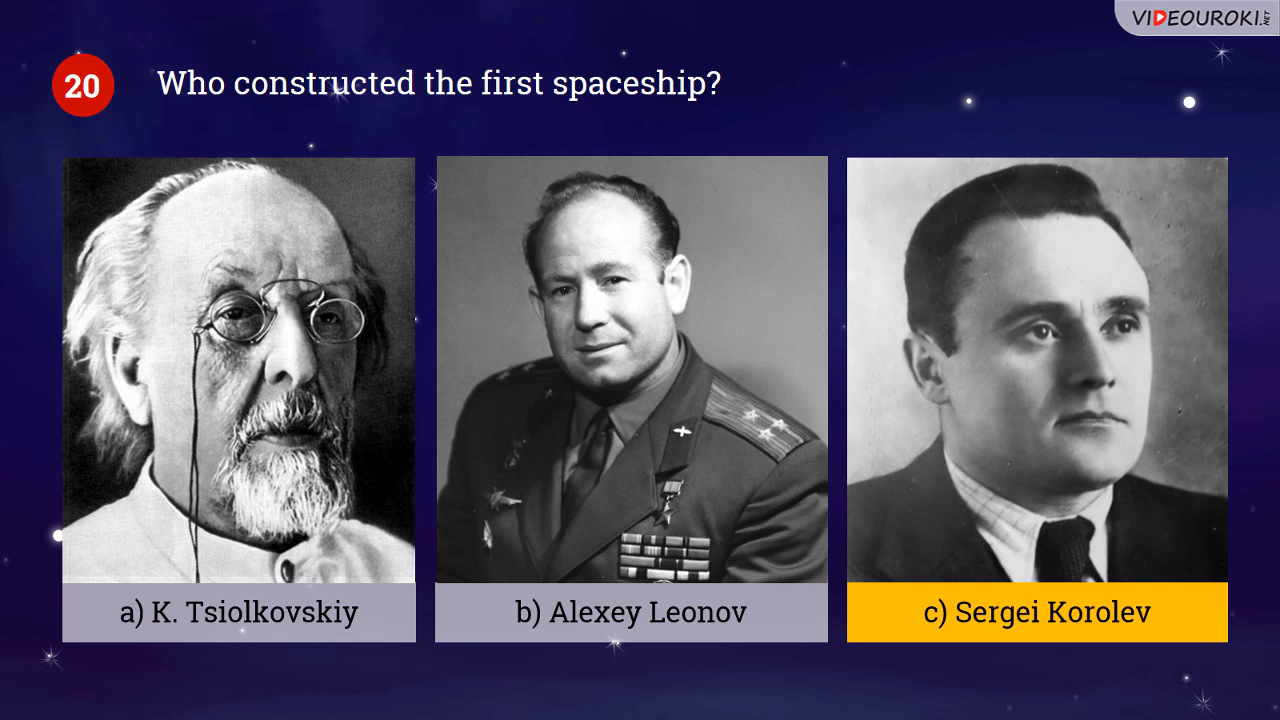 VIDEOUROKI.NET
20
Who constructed the first spaceship?
a) K. Tsiolkovskiy
b) Alexey Leonov
c) Sergei Korolev